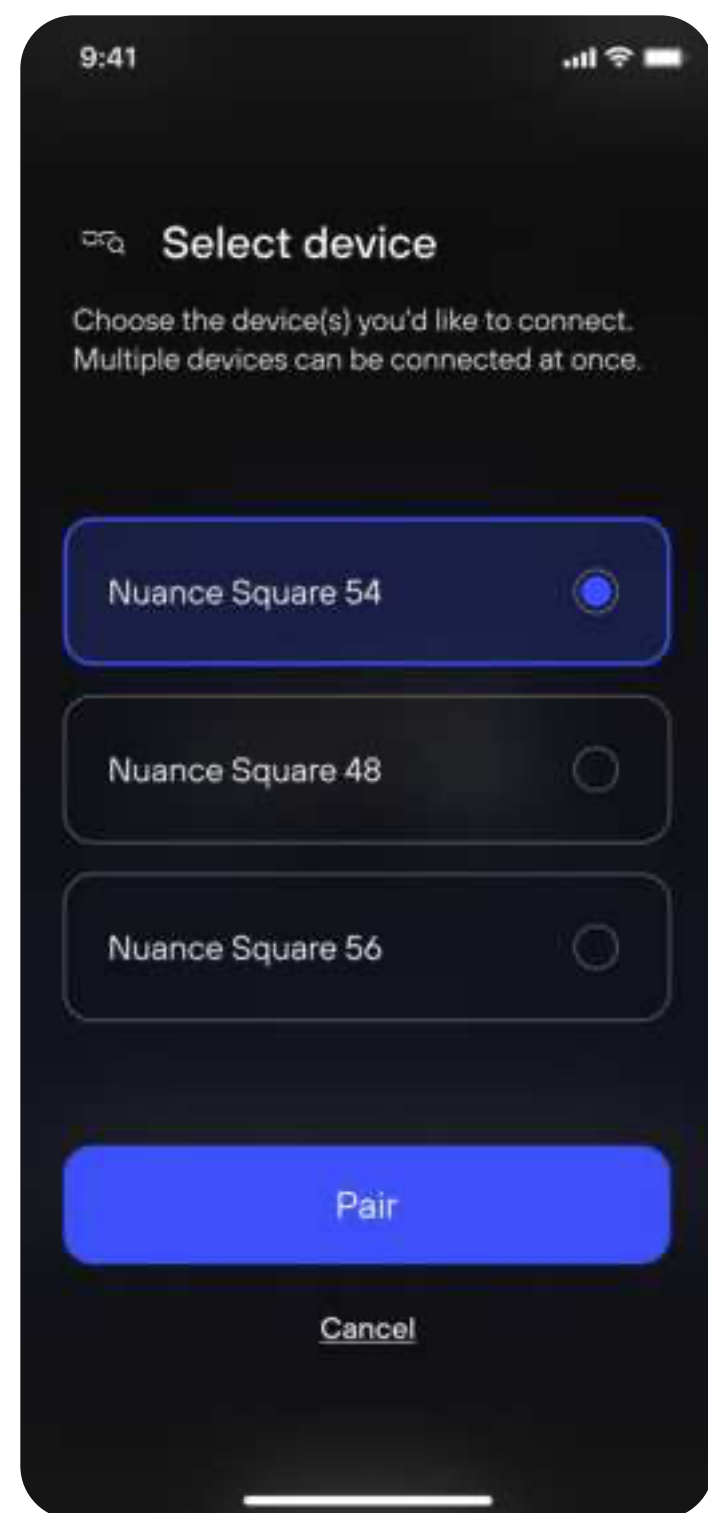 9:41
Select device
Choose the device(s) you'd like to connect.
Multiple devices can be connected at once.
Nuance Square 54
Nuance Square 48
Nuance Square 56
Pair
Cancel